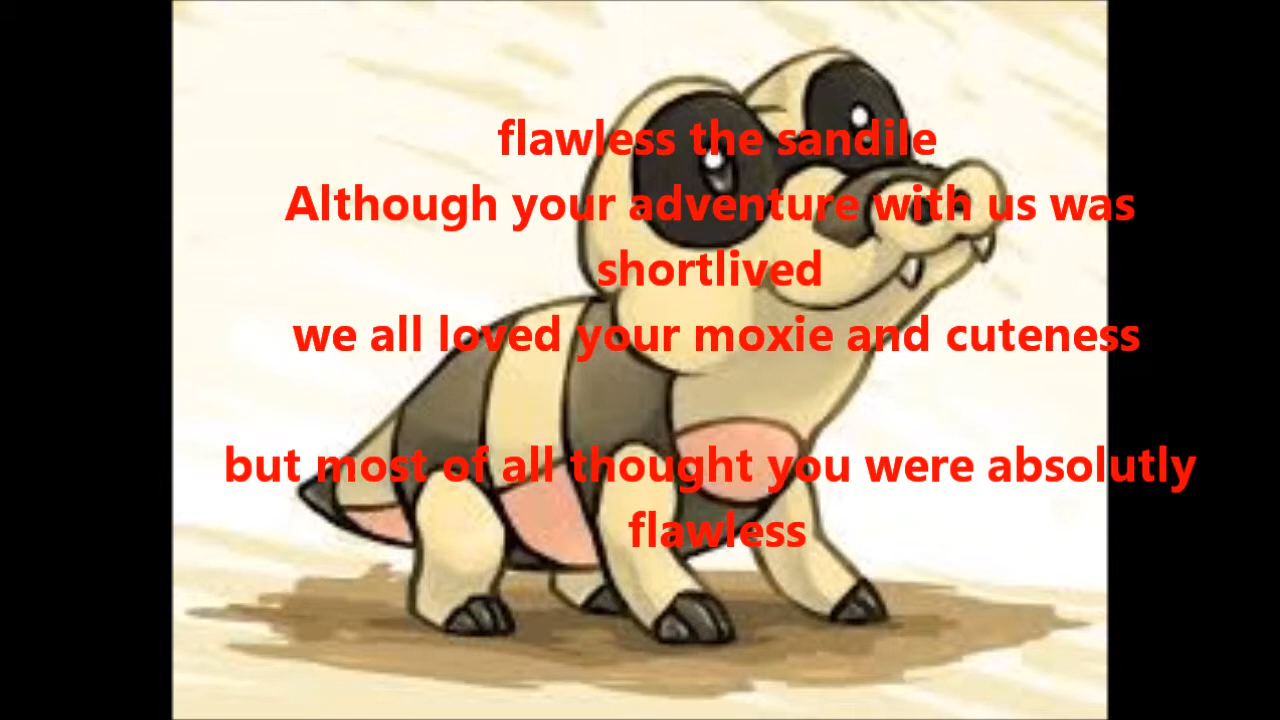 flawless the sandile
Although your adventure with us was
shortlived
we all loved your moxie and cuteness
but most of all thought you were absolutly
flawless